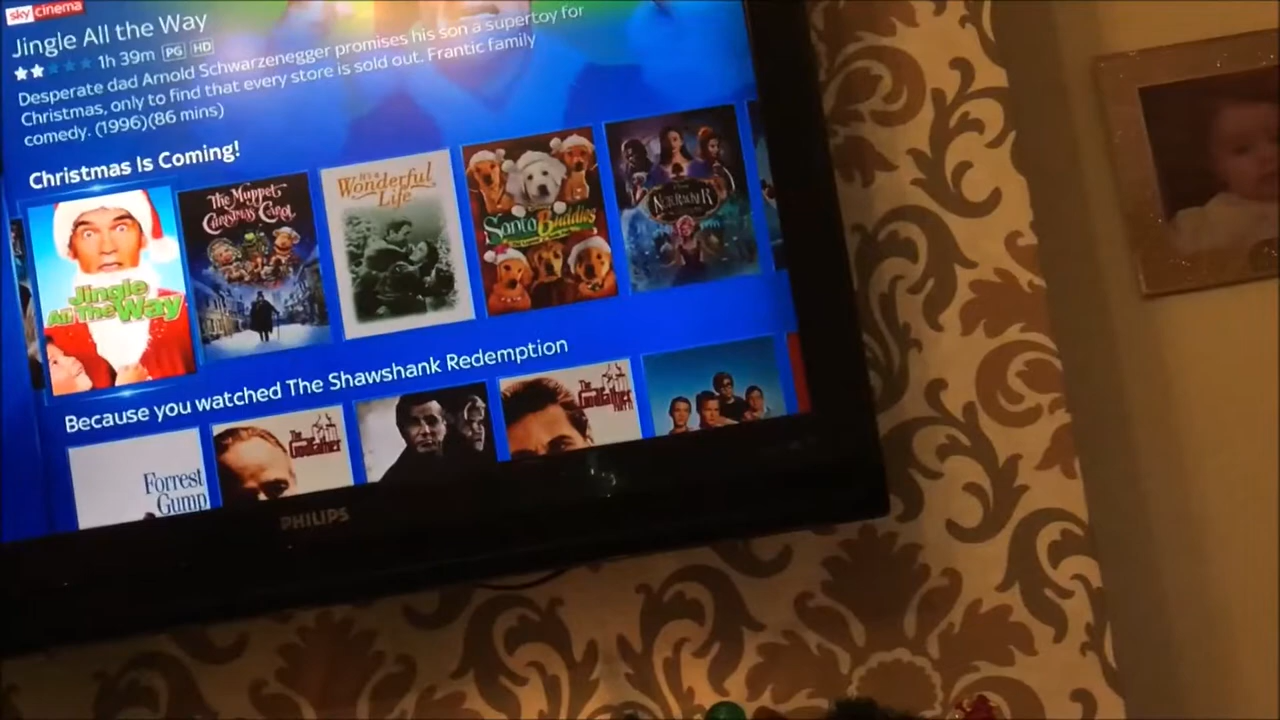 sky cinema
Jingle All the Way
1h 39m PG HD
Desperate dad Arnold Schwarzenegger promises his son a supertoy for
Christmas, only to find that every store is sold out. Frantic family
comedy. (1996)(86 mins)
Christmas Is Coming!
Jingle
All The Way
The Muppet
Christmas Carol
It's a
Wonderful
Life
Santa Buddies
Nutcracker
Because you watched The Shawshank Redemption
Forrest
Gump
The
Godfather
The
Godfather
PART II
PHILIPS